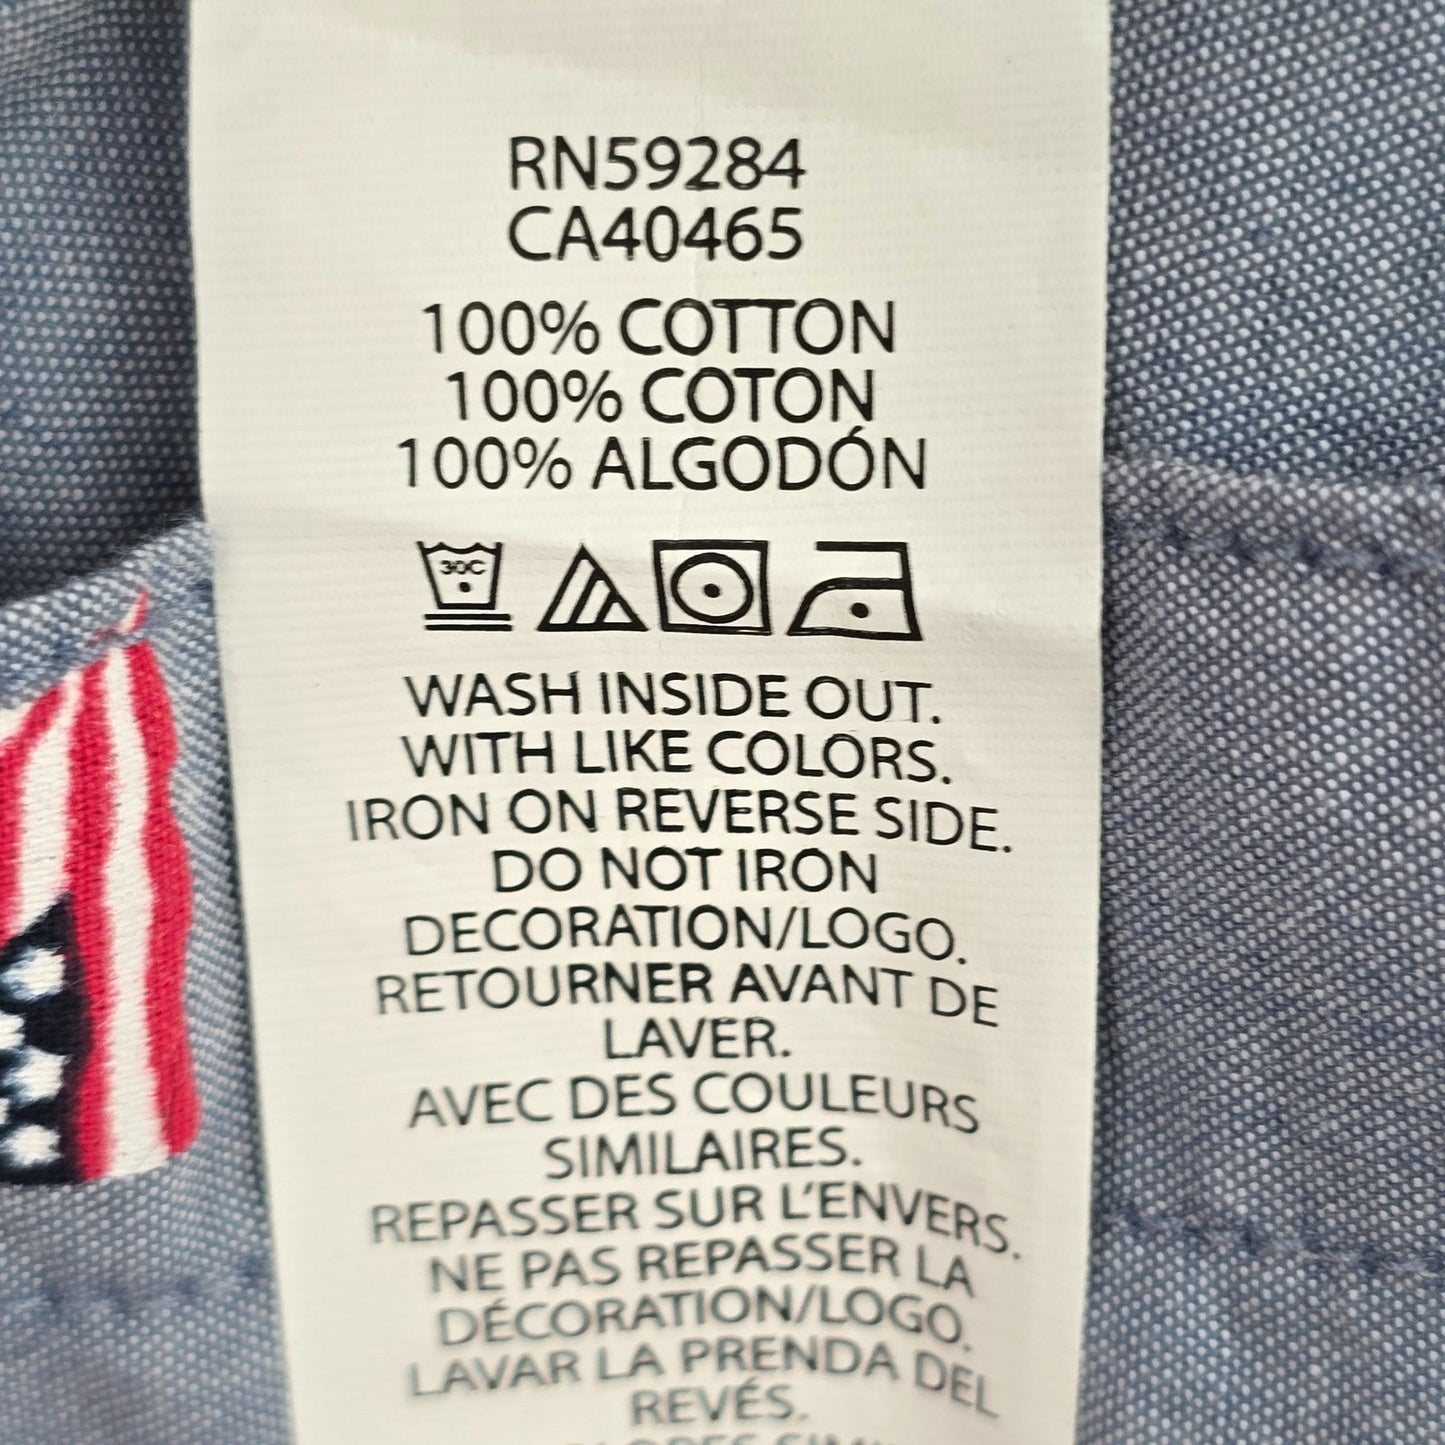 RN59284
CA40465
100% COTTON
100% COTON
100% ALGODÓN
30C
WASH INSIDE OUT.
WITH LIKE COLORS.
IRON ON REVERSE SIDE.
DO NOT IRON
DECORATION/LOGO.
RETOURNER AVANT DE
LAVER.
AVEC DES COULEURS
SIMILAIRES.
REPASSER SUR L'ENVERS.
NE PAS REPASSER LA
DÉCORATION/LOGO.
LAVAR LA PRENDA DEL
REVÉS.